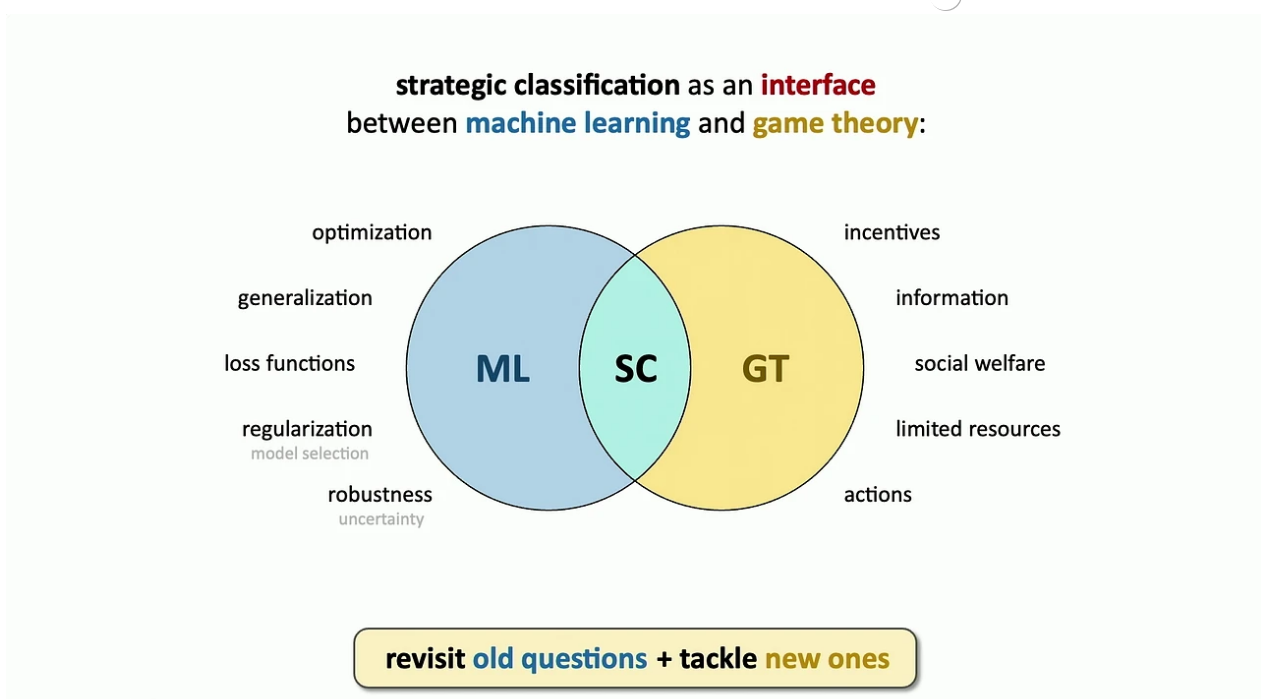 strategic classification as an interface
between machine learning and game theory:
optimization
generalization
loss functions
regularization
model selection
robustness
uncertainty
ML
SC
GT
incentives
information
social welfare
limited resources
actions
revisit old questions + tackle new ones